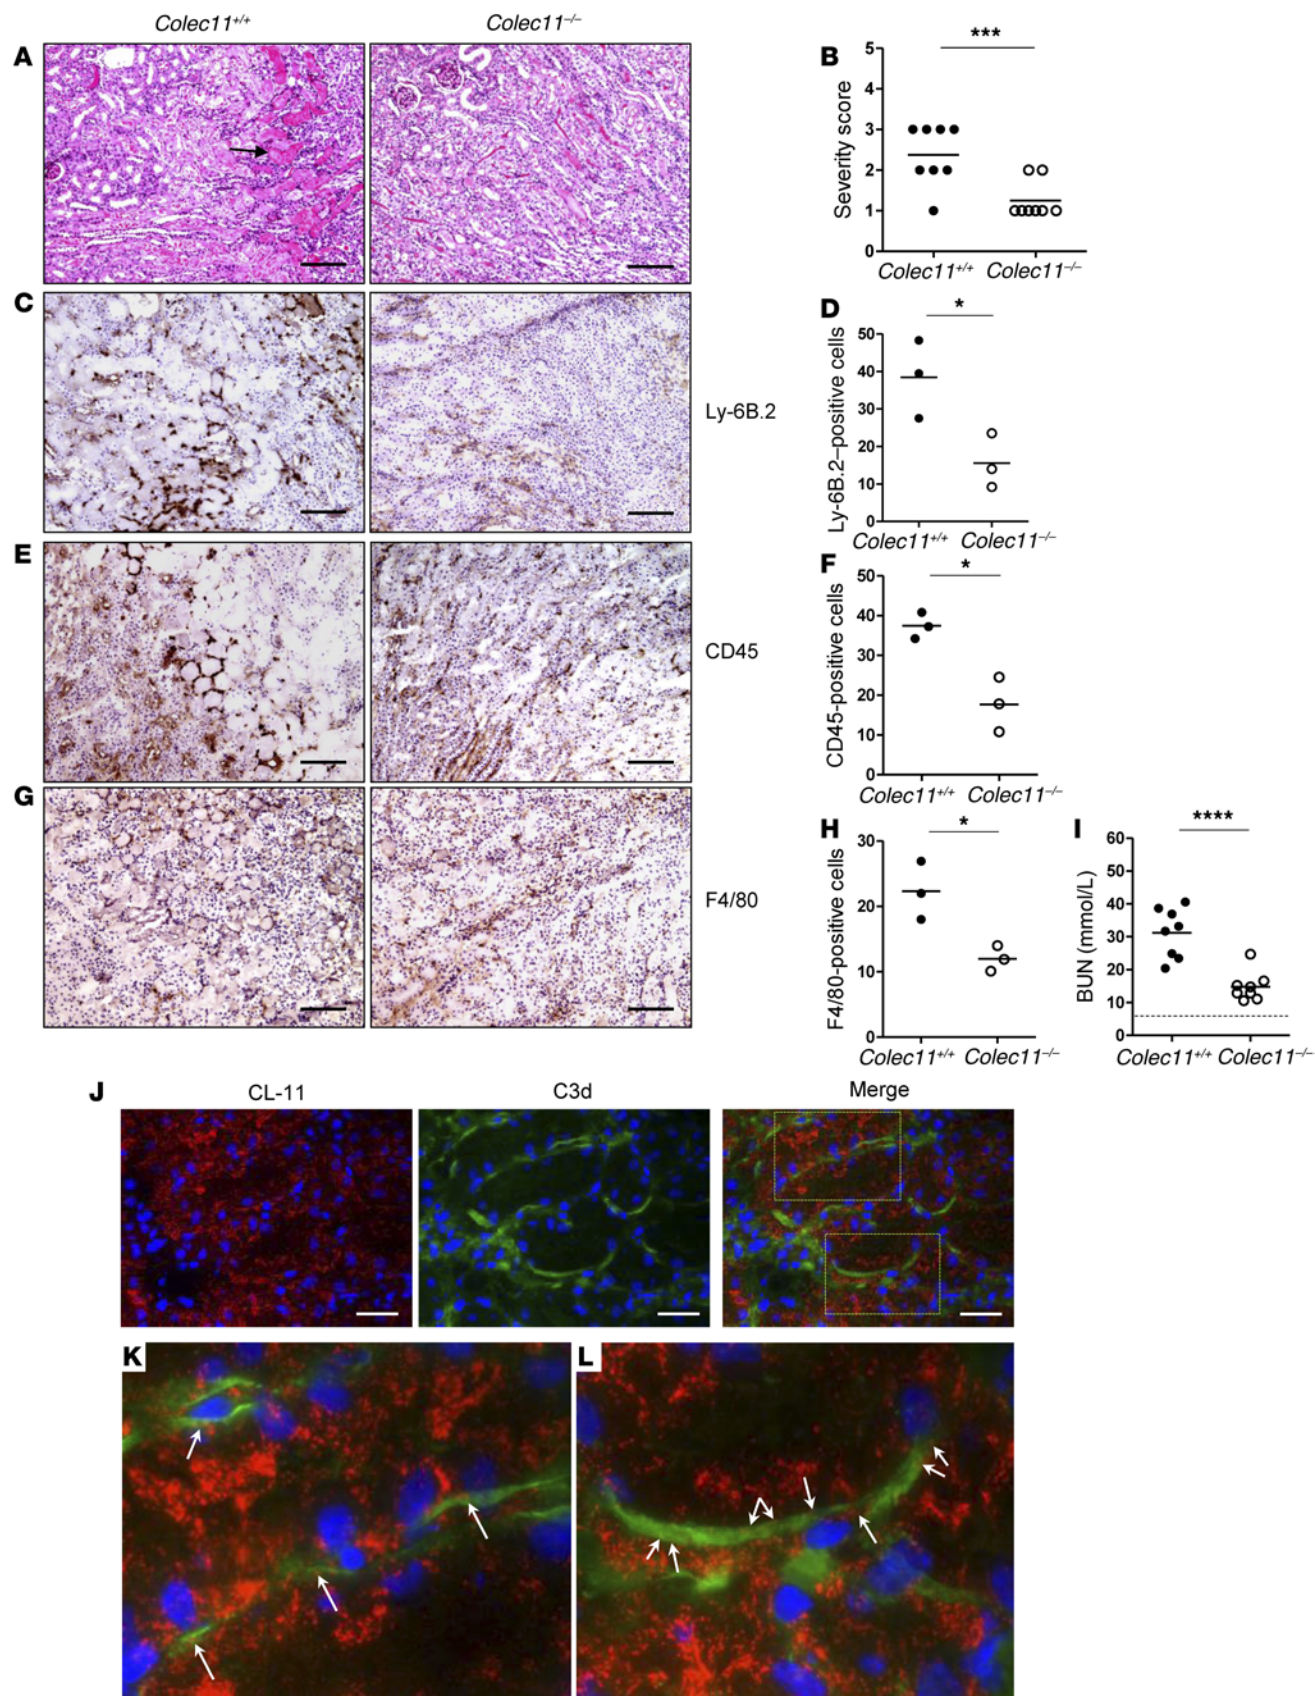 Colec11+/+ Colec11−/−
A
B
***
Severity score
5
4
3
2
1
0
Colec11+/+ Colec11−/−
C
Ly-6B.2
D
*
Ly-6B.2–positive cells
50
40
30
20
10
0
Colec11+/+ Colec11−/−
E
CD45
F
*
CD45-positive cells
50
40
30
20
10
0
Colec11+/+ Colec11−/−
G
F4/80
H
*
F4/80-positive cells
30
20
10
0
Colec11+/+ Colec11−/−
I
****
BUN (mmol/L)
60
50
40
30
20
10
0
Colec11+/+ Colec11−/−
J
CL-11 C3d Merge
K
L